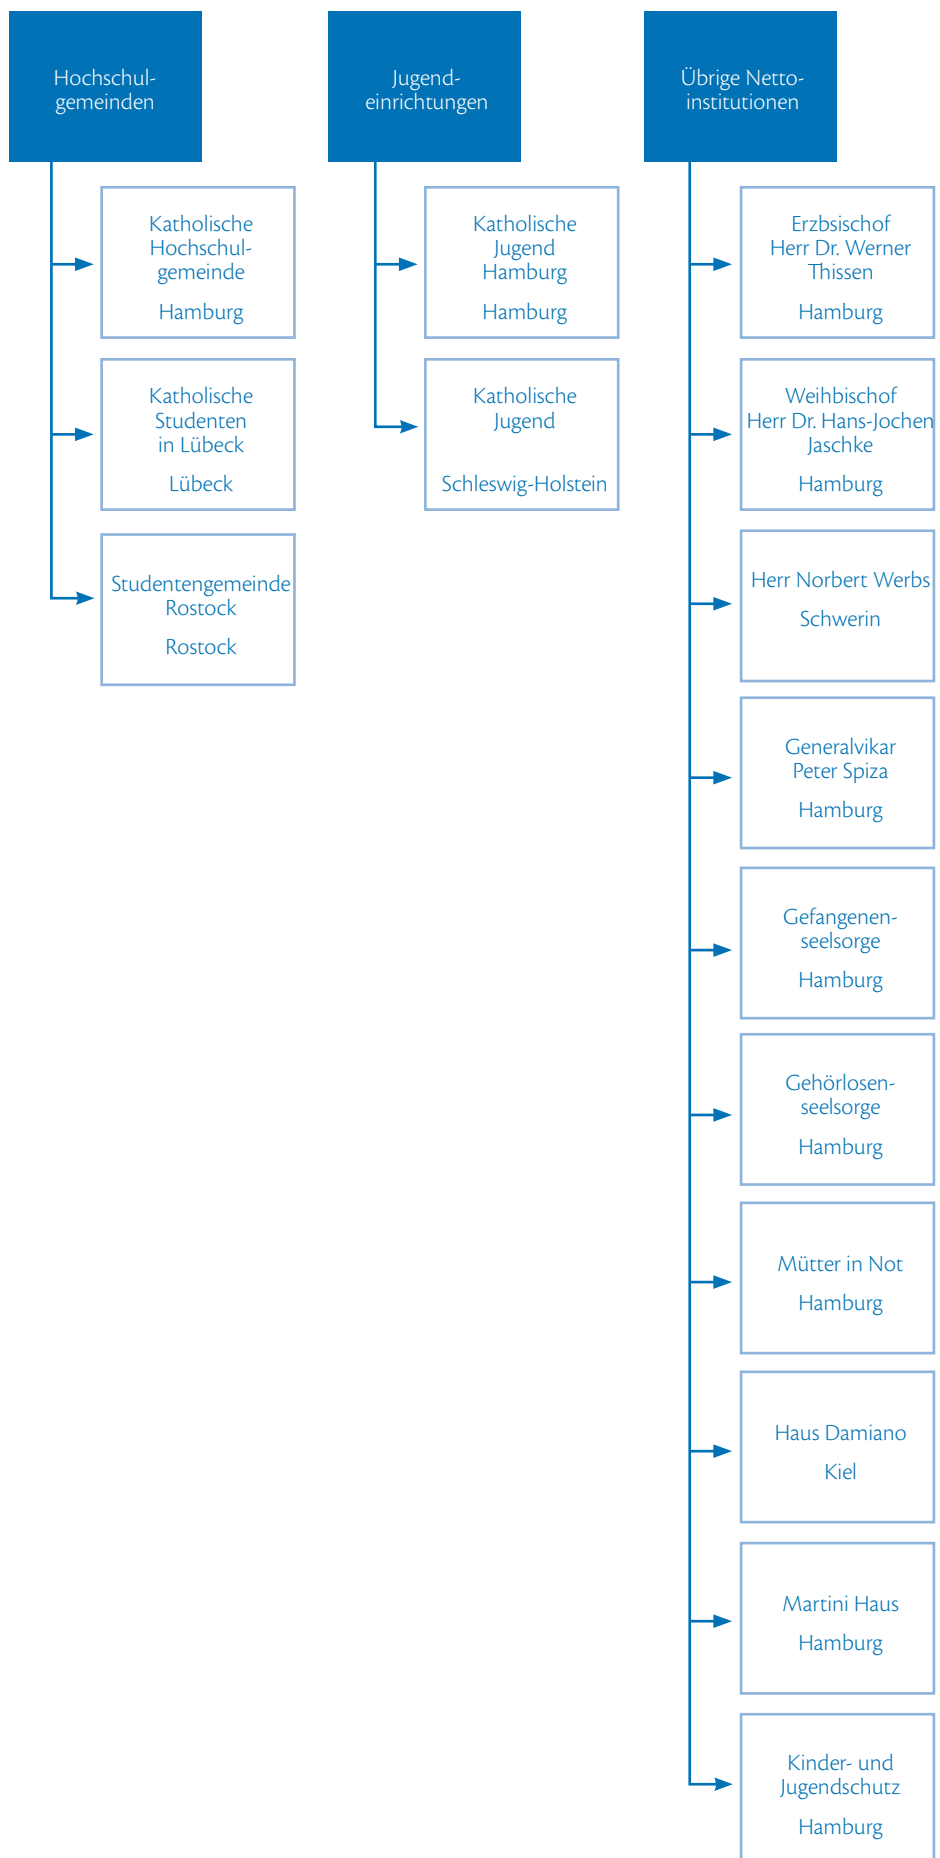 Hochschul-
gemeinden
Katholische
Hochschul-
gemeinde
Hamburg
Katholische
Studenten
in Lübeck
Lübeck
Studentengemeinde
Rostock
Rostock
Jugend-
einrichtungen
Katholische
Jugend
Hamburg
Hamburg
Katholische
Jugend
Schleswig-Holstein
Übrige Netto-
institutionen
Erzbsischof
Herr Dr. Werner
Thissen
Hamburg
Weihbischof
Herr Dr. Hans-Jochen
Jaschke
Hamburg
Herr Norbert Werbs
Schwerin
Generalvikar
Peter Spiza
Hamburg
Gefangenen-
seelsorge
Hamburg
Gehörlosen-
seelsorge
Hamburg
Mütter in Not
Hamburg
Haus Damiano
Kiel
Martini Haus
Hamburg
Kinder- und
Jugendschutz
Hamburg